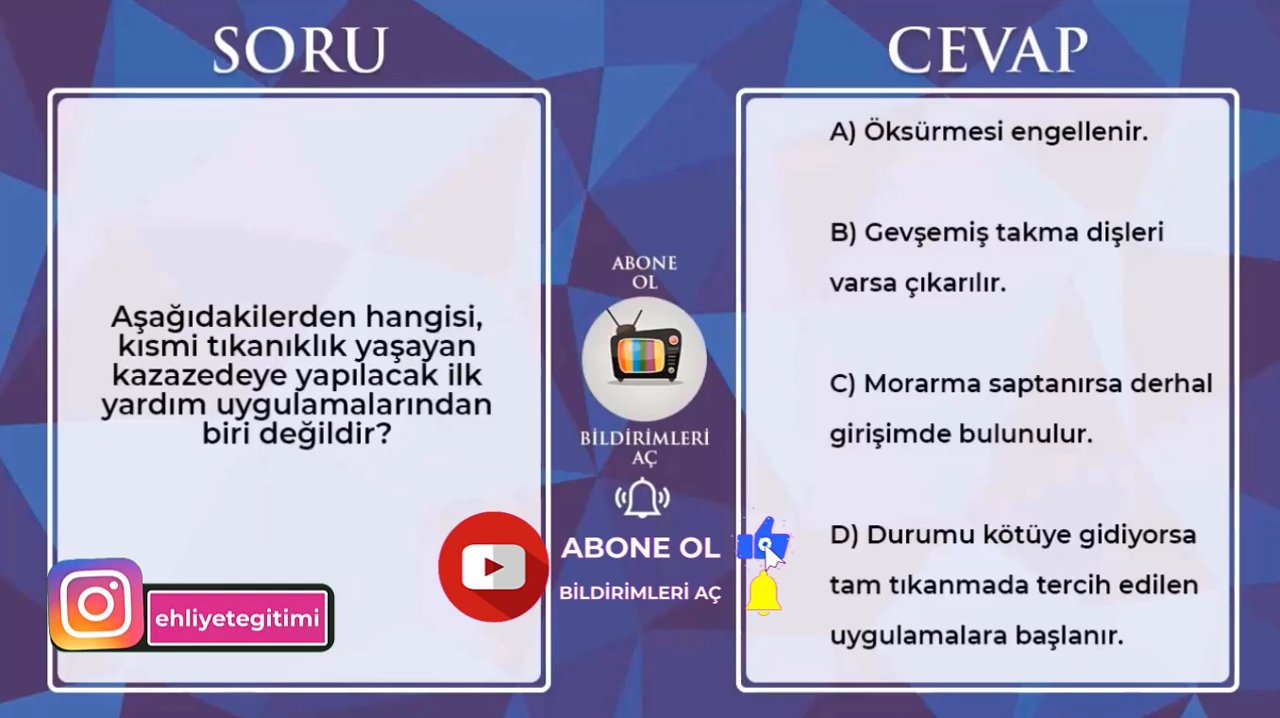 SORU
Aşağıdakilerden hangisi,
kısmi tıkanıklık yaşayan
kazazedeye yapılacak ilk
yardım uygulamalarından
biri değildir?
ehliyetegitimi
ABONE
OL
BİLDİRİMLERİ
AÇ
ABONE OL
BİLDİRİMLERİ AÇ
CEVAP
A) Öksürmesi engellenir.
B) Gevşemiş takma dişleri
varsa çıkarılır.
C) Morarma saptanırsa derhal
girişimde bulunulur.
D) Durumu kötüye gidiyorsa
tam tıkanmada tercih edilen
uygulamalara başlanır.